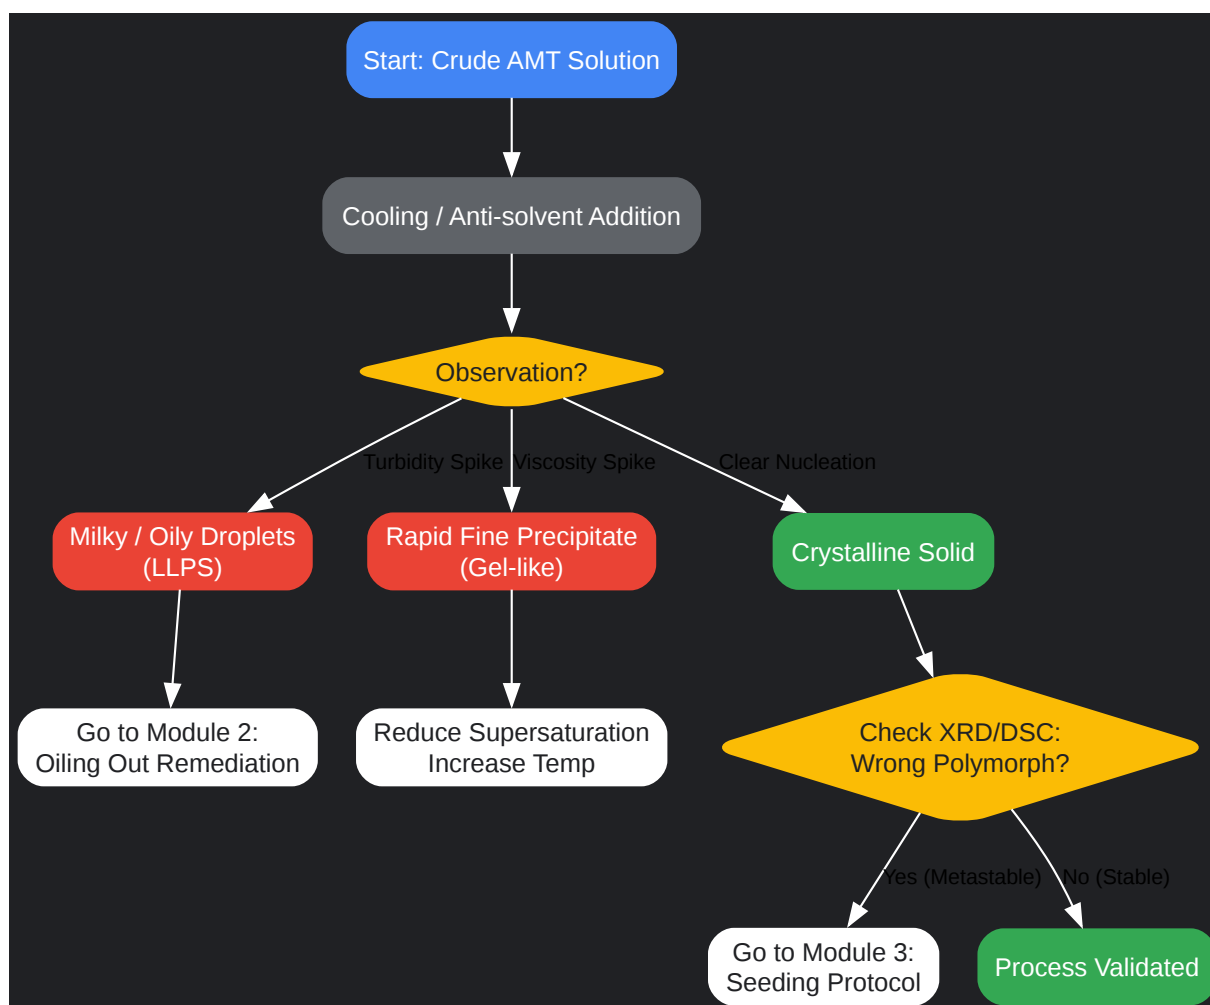 Start: Crude AMT Solution
Cooling / Anti-solvent Addition
Observation?
Turbidity Spike
Viscosity Spike
Clear Nucleation
Milky / Oily Droplets
(LLPS)
Rapid Fine Precipitate
(Gel-like)
Crystalline Solid
Go to Module 2:
Oiling Out Remediation
Reduce Supersaturation
Increase Temp
Check XRD/DSC:
Wrong Polymorph?
Yes (Metastable)
No (Stable)
Go to Module 3:
Seeding Protocol
Process Validated